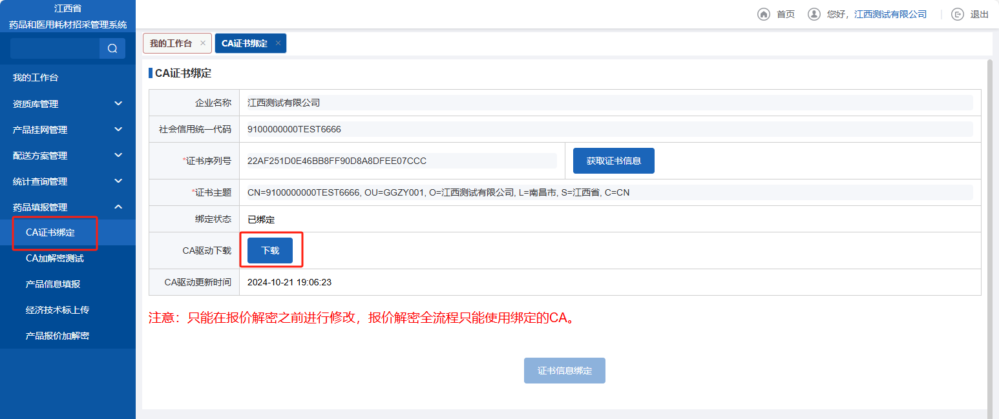 江西省
药品和医用耗材招采管理系统
首页
您好，江西测试有限公司
退出
我的工作台
CA证书绑定
我的工作台
资质库管理
产品挂网管理
配送方案管理
统计查询管理
药品填报管理
CA证书绑定
CA加解密测试
产品信息填报
经济技术标上传
产品报价加解密
CA证书绑定
企业名称 江西测试有限公司
社会信用统一代码 9100000000TEST6666
*证书序列号 22AF251D0E46BB8FF90D8A8DFEE07CCC 获取证书信息
*证书主题 CN=9100000000TEST6666, OU=GGZY001, O=江西测试有限公司, L=南昌市, S=江西省, C=CN
绑定状态 已绑定
CA驱动下载 下载
CA驱动更新时间 2024-10-21 19:06:23
注意：只能在报价解密之前进行修改，报价解密全流程只能使用绑定的CA。
证书信息绑定